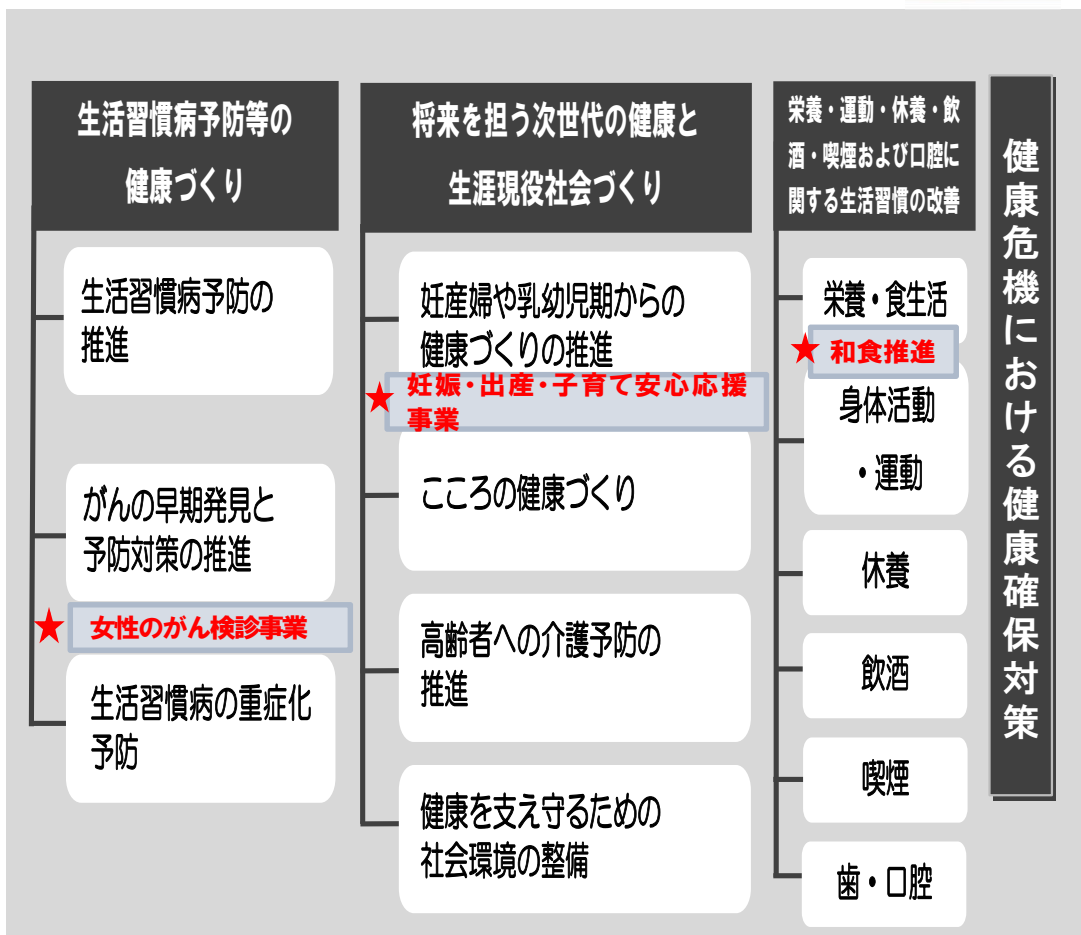 生活習慣病予防等の
健康づくり
生活習慣病予防の
推進
がんの早期発見と
予防対策の推進
★ 女性のがん検診事業
生活習慣病の重症化
予防
将来を担う次世代の健康と
生涯現役社会づくり
妊産婦や乳幼児期からの
健康づくりの推進
★ 妊娠・出産・子育て安心応援
事業
こころの健康づくり
高齢者への介護予防の
推進
健康を支え守るための
社会環境の整備
栄養・運動・休養・飲
酒・喫煙および口腔に
関する生活習慣の改善
栄養・食生活
★ 和食推進
身体活動
・運動
休養
飲酒
喫煙
歯・口腔
健康危機における健康確保対策